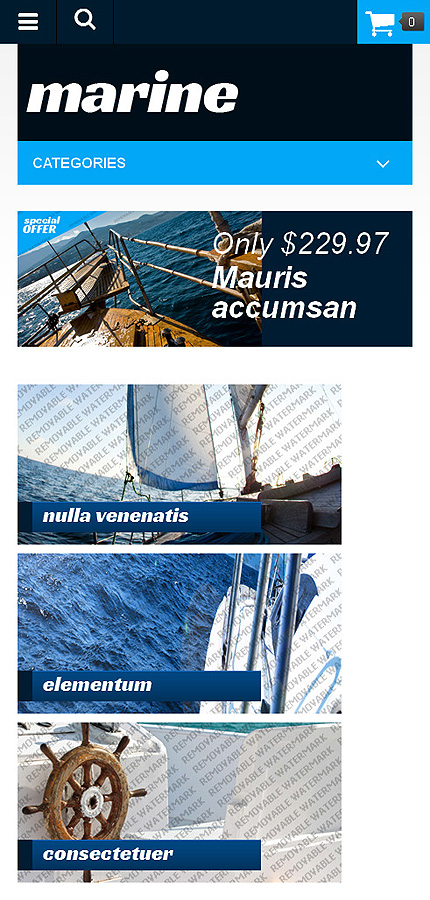 0
marine
CATEGORIES
special
OFFER
Only $229.97
Mauris
accumsan
REMOVABLE WATERMARK
nulla venenatis
REMOVABLE WATERMARK
elementum
REMOVABLE WATERMARK
consectetuer